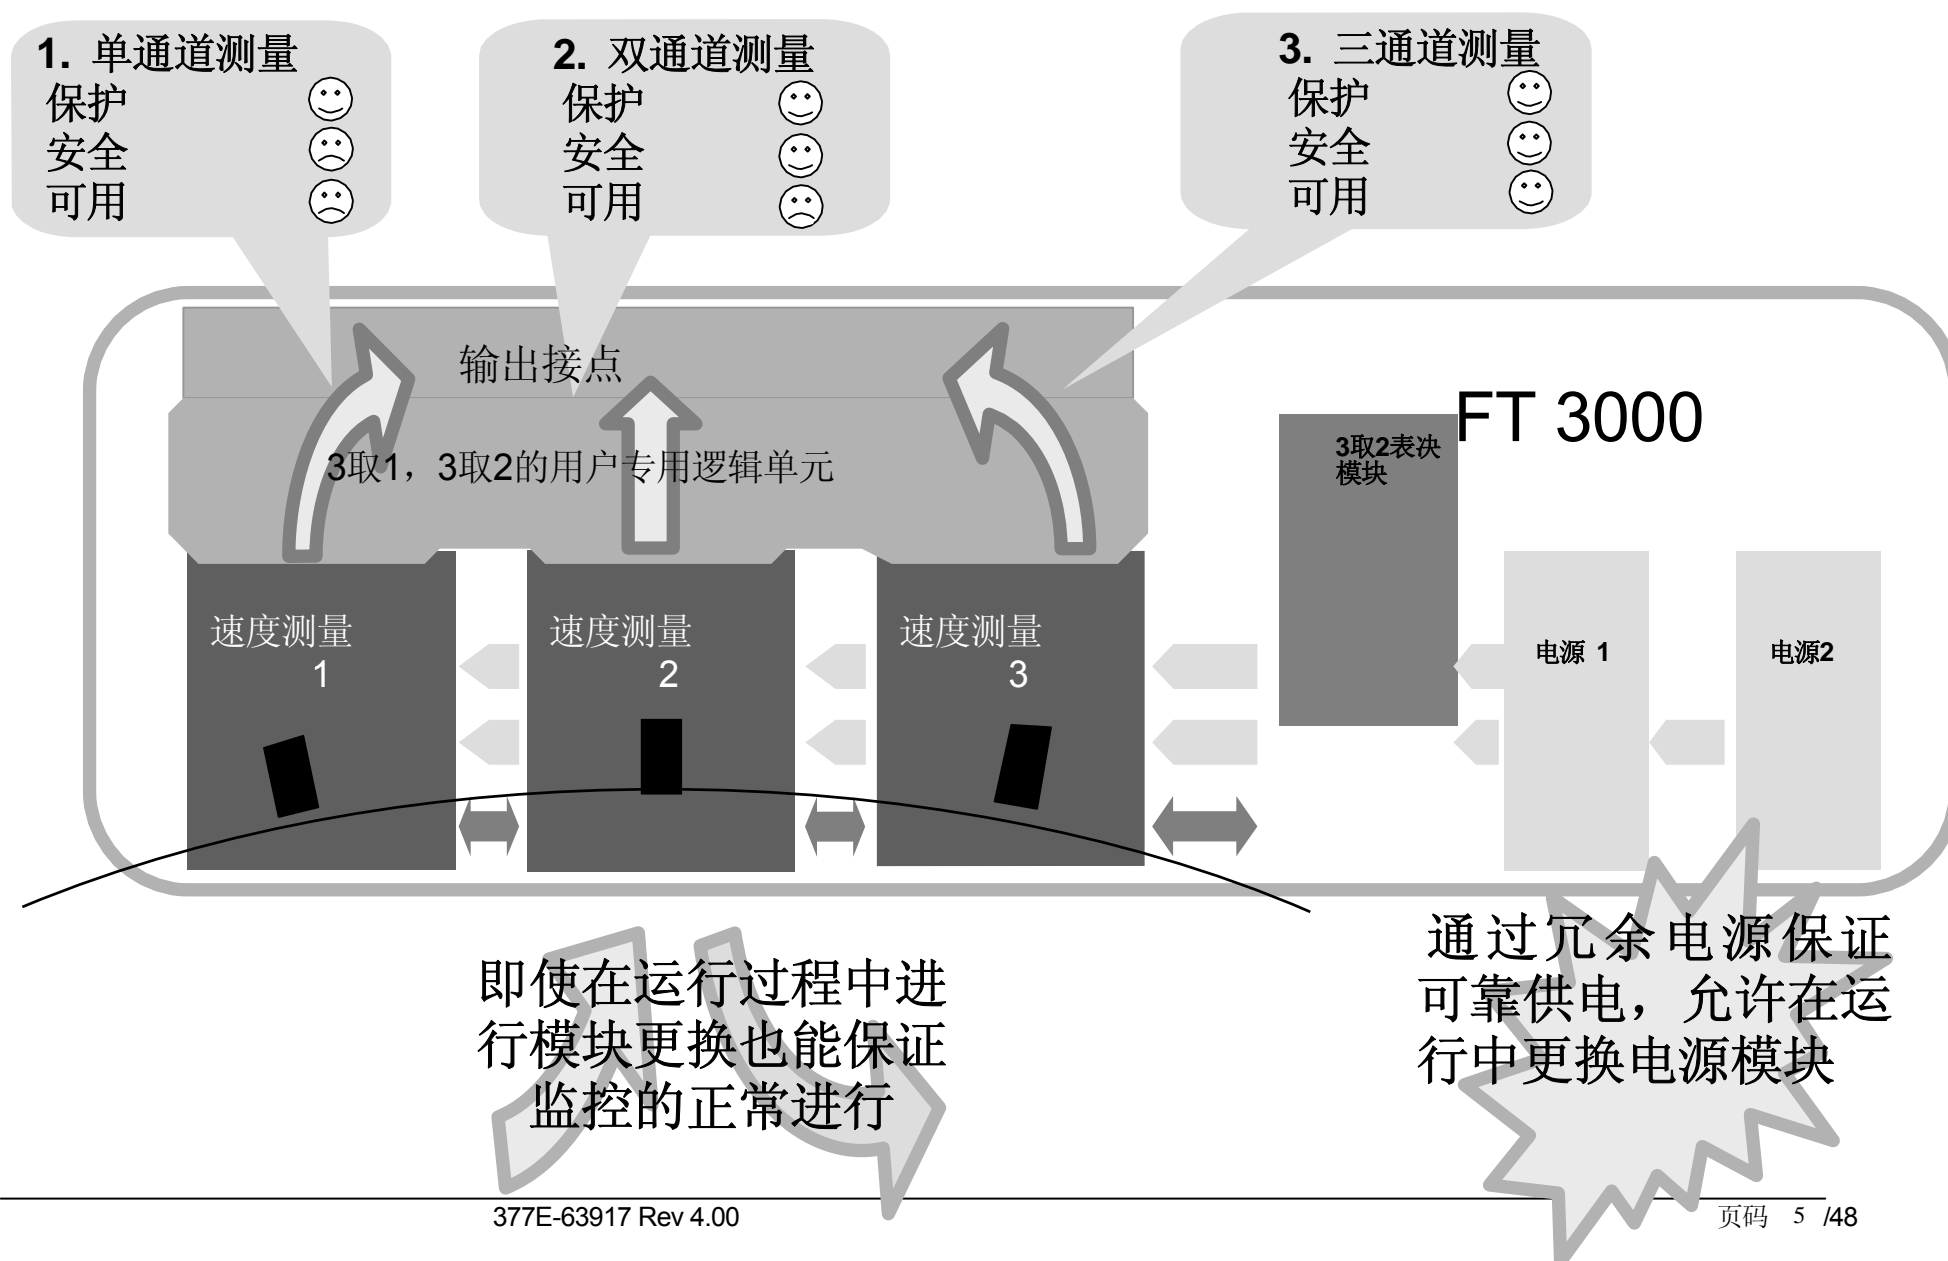 1. 单通道测量
保护
安全
可用
2. 双通道测量
保护
安全
可用
3. 三通道测量
保护
安全
可用
输出接点
3取1，3取2的用户专用逻辑单元
FT 3000
3取2表决
模块
速度测量
1
速度测量
2
速度测量
3
电源 1
电源2
即使在运行过程中进
行模块更换也能保证
监控的正常进行
通过冗余电源保证
可靠供电，允许在运
行中更换电源模块
377E-63917 Rev 4.00
页码 5 /48